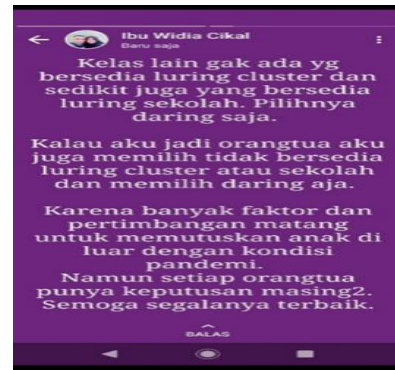 Ibu Widia Cikal
Baru saja
Kelas lain gak ada yg
bersedia luring cluster dan
sedikit juga yang bersedia
luring sekolah. Pilihnya
daring saja.
Kalau aku jadi orangtua aku
juga memilih tidak bersedia
luring cluster atau sekolah
dan memilih daring aja.
Karena banyak faktor dan
pertimbangan matang
untuk memutuskan anak di
luar dengan kondisi
pandemi.
Namun setiap orangtua
punya keputusan masing2.
Semoga segalanya terbaik.
BALAS